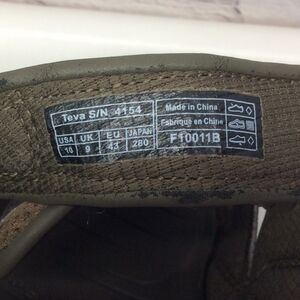 Teva S/N 4154
USA UK EU JAPAN
10 9 43 280
Made in China
Fabriqué en Chine
F10011B